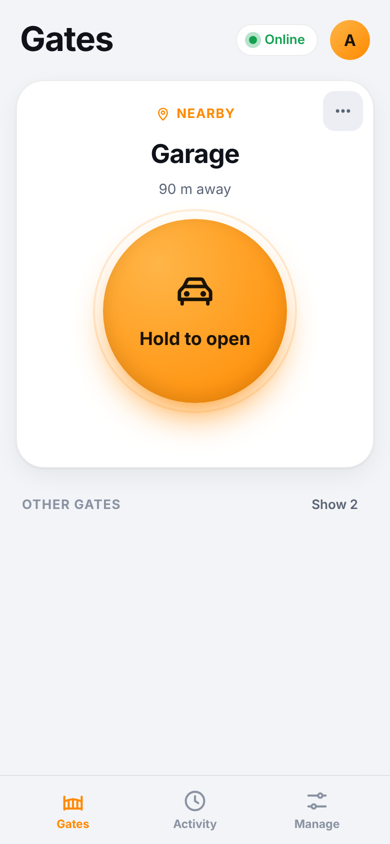 Gates
Online
A
NEARBY
Garage
90 m away
Hold to open
OTHER GATES
Show 2
Gates
Activity
Manage